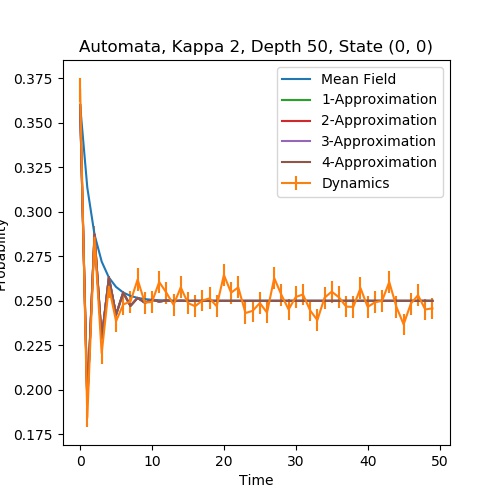 Automata, Kappa 2, Depth 50, State (0, 0)
Mean Field
1-Approximation
2-Approximation
3-Approximation
4-Approximation
Dynamics
0.375
0.350
0.325
0.300
0.275
0.250
0.225
0.200
0.175
Probability
0 10 20 30 40 50
Time